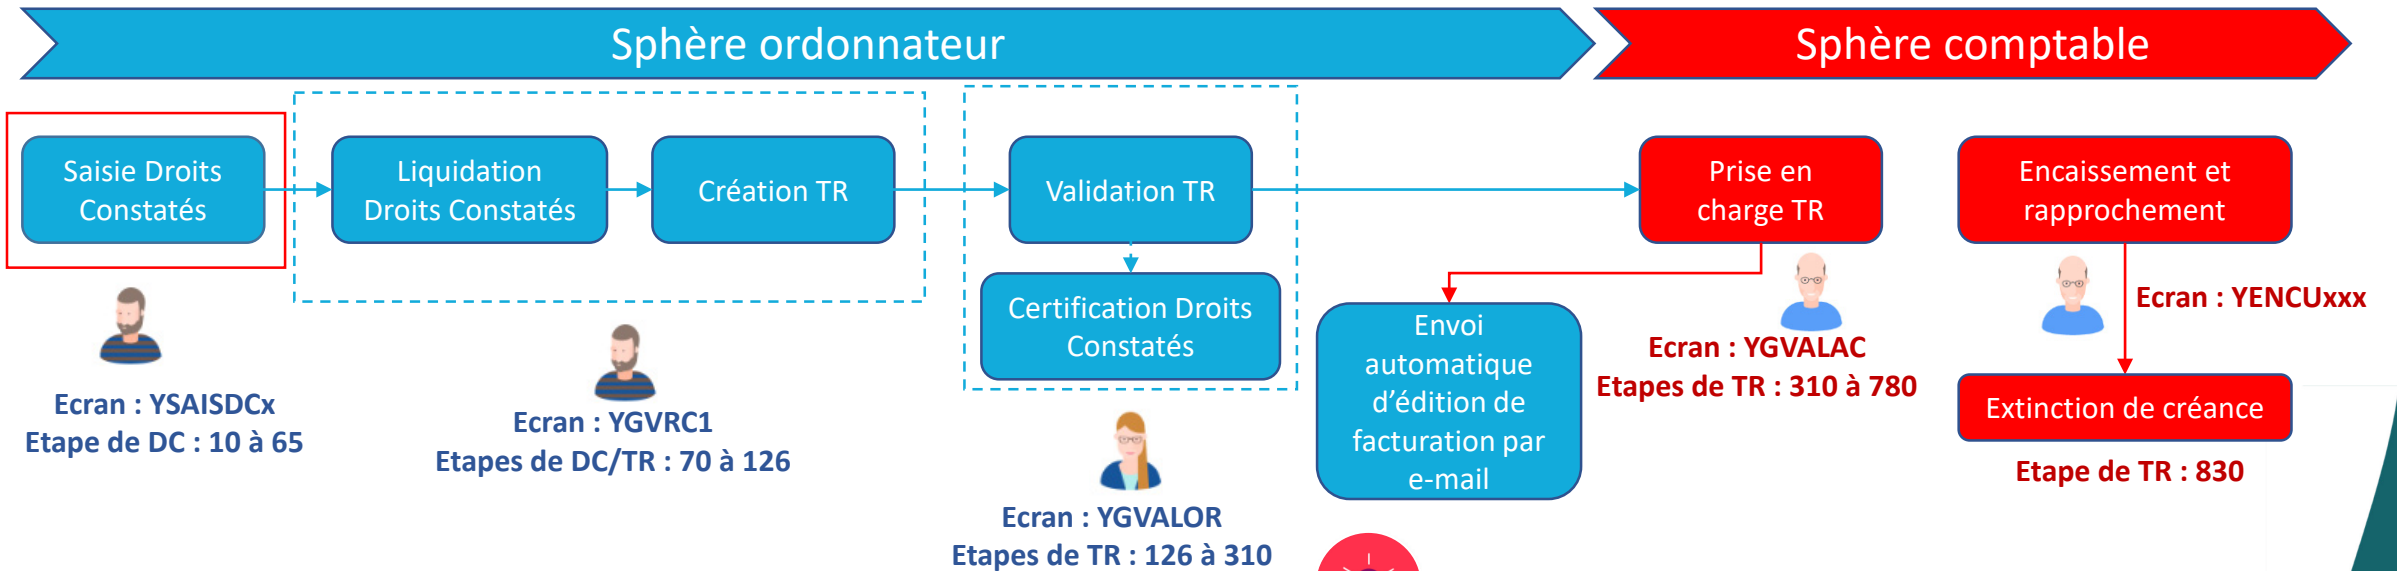 Sphère ordonnateur
Sphère comptable
Saisie Droits
Constatés
Liquidation
Droits Constatés
Création TR
Validation TR
Certification Droits
Constatés
Prise en
charge TR
Encaissement et
rapprochement
Envoi
automatique
d'édition de
facturation par
e-mail
Extinction de créance
Ecran : YSAISDCx
Etape de DC : 10 à 65
Ecran : YGVRC1
Etapes de DC/TR : 70 à 126
Ecran : YGVALOR
Etapes de TR : 126 à 310
Ecran : YGVALAC
Etapes de TR : 310 à 780
Ecran : YENCUxxx
Etape de TR : 830